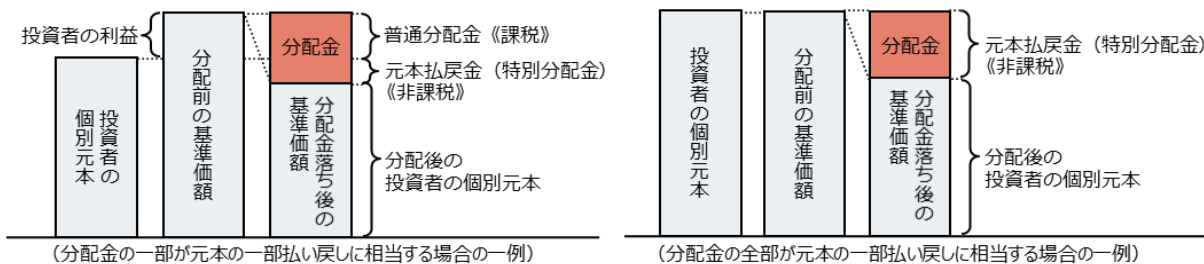 投資者の利益
投資者の
個別元本
分配前の基準価額
分配金
分配金落ち後の
基準価額
普通分配金《課税》
元本払戻金（特別分配金）
《非課税》
分配後の
投資者の個別元本
（分配金の一部が元本の一部払い戻しに相当する場合の一例）
投資者の個別元本
分配前の基準価額
分配金
分配金落ち後の
基準価額
元本払戻金（特別分配金）
《非課税》
分配後の
投資者の個別元本
（分配金の全部が元本の一部払い戻しに相当する場合の一例）